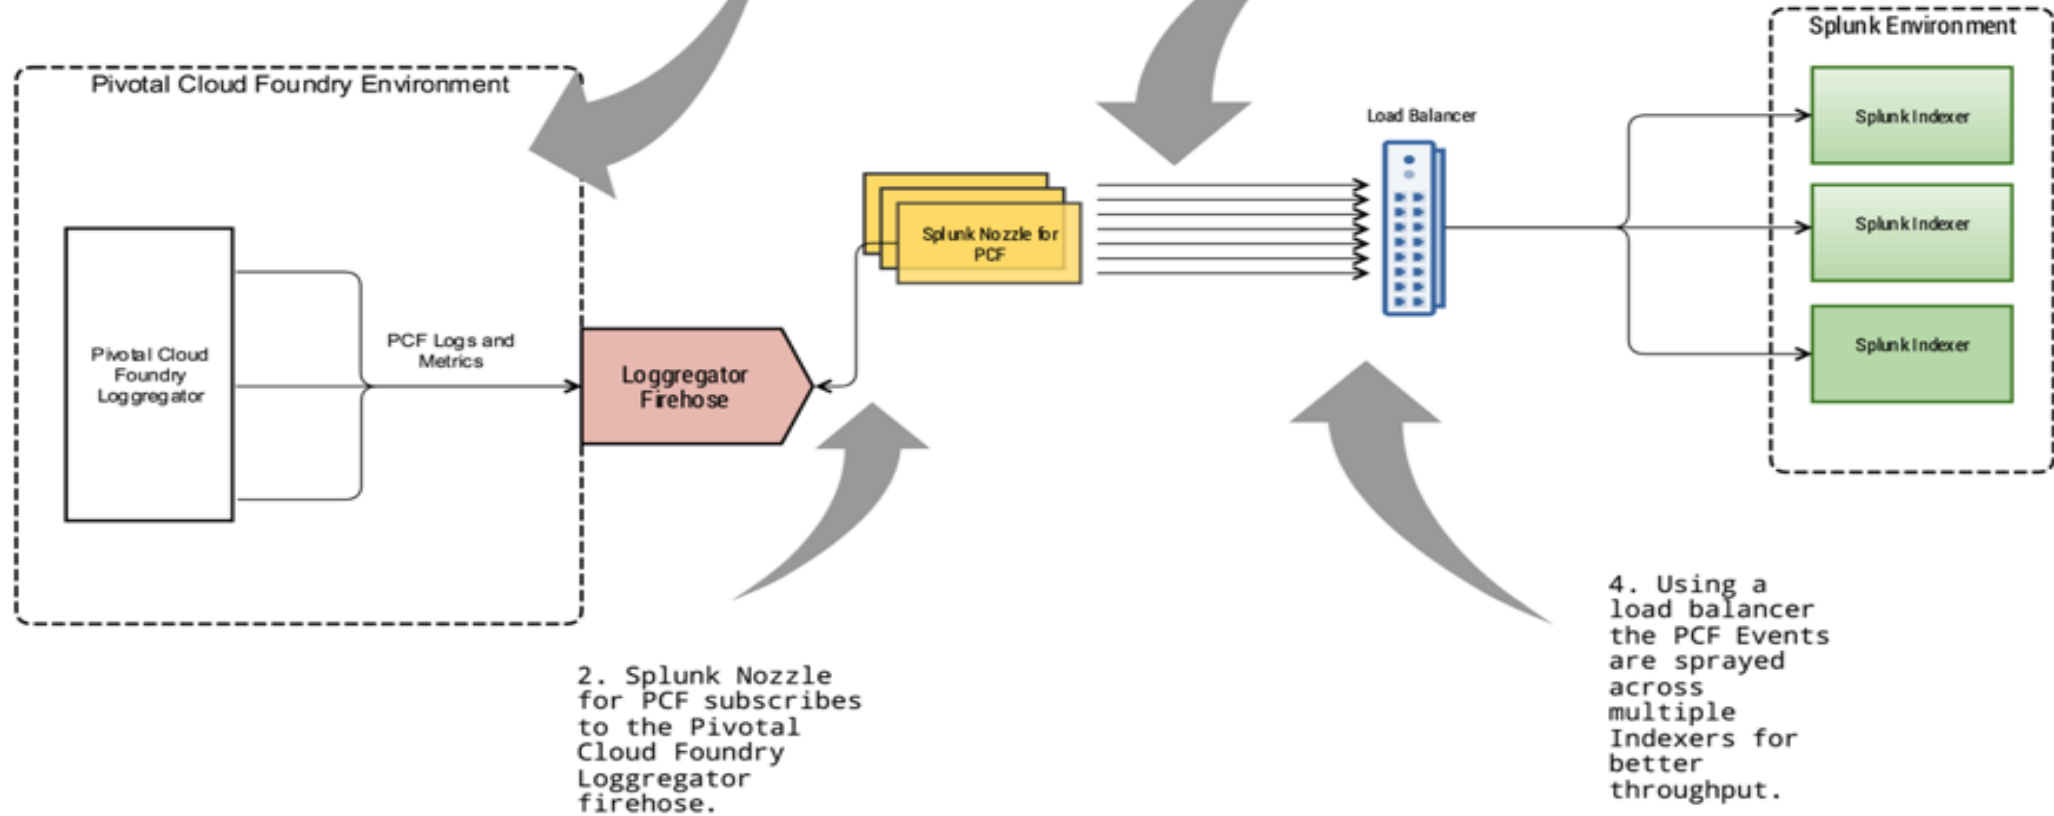 Pivotal Cloud Foundry Environment
Pivotal Cloud
Foundry
Loggregator
PCF Logs and
Metrics
Loggregator
Firehose
Splunk Nozzle for
PCF
Load Balancer
Splunk Environment
Splunk Indexer
Splunk Indexer
Splunk Indexer
2. Splunk Nozzle
for PCF subscribes
to the Pivotal
Cloud Foundry
Loggregator
firehose.
4. Using a
load balancer
the PCF Events
are sprayed
across
multiple
Indexers for
better
throughput.